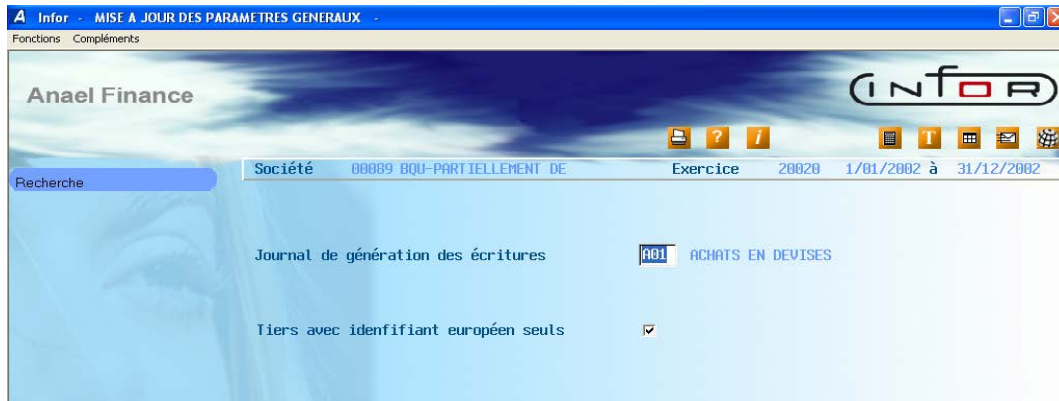 A Infor - MISE A JOUR DES PARAMETRES GENERAUX -
Fonctions Compléments
Anael Finance
INFOR
Recherche
Société 00089 BQU-PARTIELLEMENT DE Exercice 20020 1/01/2002 à 31/12/2002
Journal de génération des écritures A01 ACHATS EN DEVISES
Tiers avec idenfifiant européen seuls